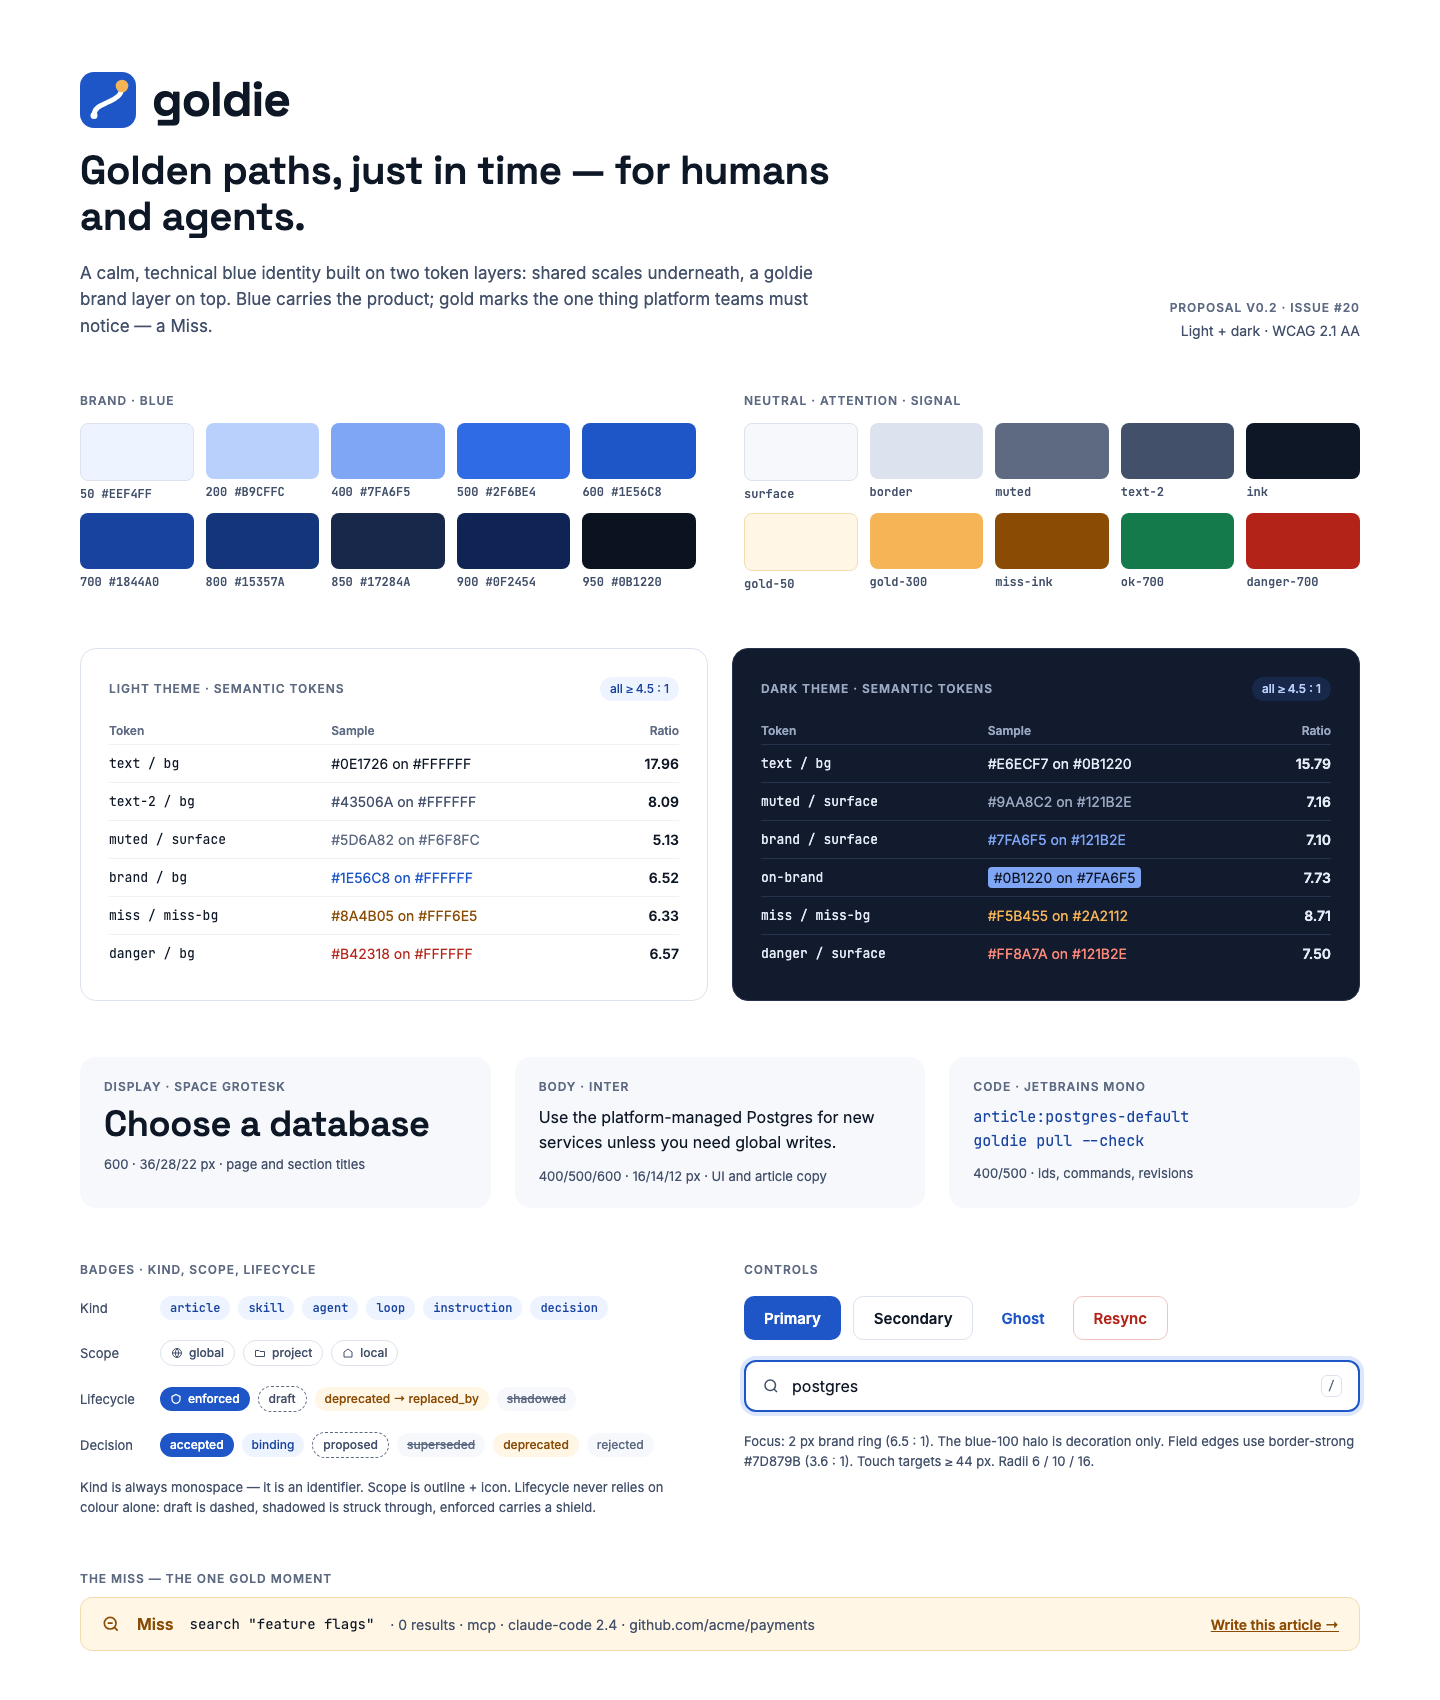 goldie
Golden paths, just in time — for humans
and agents.
A calm, technical blue identity built on two token layers: shared scales underneath, a goldie
brand layer on top. Blue carries the product; gold marks the one thing platform teams must
notice — a Miss.
PROPOSAL V0.2 · ISSUE #20
Light + dark · WCAG 2.1 AA
BRAND · BLUE
50 #EEF4FF
200 #B9CFFC
400 #7FA6F5
500 #2F6BE4
600 #1E56C8
700 #1844A0
800 #15357A
850 #17284A
900 #0F2454
950 #0B1220
NEUTRAL · ATTENTION · SIGNAL
surface
border
muted
text-2
ink
gold-50
gold-300
miss-ink
ok-700
danger-700
LIGHT THEME · SEMANTIC TOKENS
all ≥ 4.5 : 1
Token Sample Ratio
text / bg #0E1726 on #FFFFFF 17.96
text-2 / bg #43506A on #FFFFFF 8.09
muted / surface #5D6A82 on #F6F8FC 5.13
brand / bg #1E56C8 on #FFFFFF 6.52
miss / miss-bg #8A4B05 on #FFF6E5 6.33
danger / bg #B42318 on #FFFFFF 6.57
DARK THEME · SEMANTIC TOKENS
all ≥ 4.5 : 1
Token Sample Ratio
text / bg #E6ECF7 on #0B1220 15.79
muted / surface #9AA8C2 on #121B2E 7.16
brand / surface #7FA6F5 on #121B2E 7.10
on-brand #0B1220 on #7FA6F5 7.73
miss / miss-bg #F5B455 on #2A2112 8.71
danger / surface #FF8A7A on #121B2E 7.50
DISPLAY · SPACE GROTESK
Choose a database
600 · 36/28/22 px · page and section titles
BODY · INTER
Use the platform-managed Postgres for new
services unless you need global writes.
400/500/600 · 16/14/12 px · UI and article copy
CODE · JETBRAINS MONO
article:postgres-default
goldie pull --check
400/500 · ids, commands, revisions
BADGES · KIND, SCOPE, LIFECYCLE
Kind article skill agent loop instruction decision
Scope global project local
Lifecycle enforced draft deprecated → replaced_by shadowed
Decision accepted binding proposed superseded deprecated rejected
Kind is always monospace — it is an identifier. Scope is outline + icon. Lifecycle never relies on
colour alone: draft is dashed, shadowed is struck through, enforced carries a shield.
CONTROLS
Primary Secondary Ghost Resync
postgres /
Focus: 2 px brand ring (6.5 : 1). The blue-100 halo is decoration only. Field edges use border-strong
#7D879B (3.6 : 1). Touch targets ≥ 44 px. Radii 6 / 10 / 16.
THE MISS — THE ONE GOLD MOMENT
Miss search "feature flags" · 0 results · mcp · claude-code 2.4 · github.com/acme/payments Write this article →